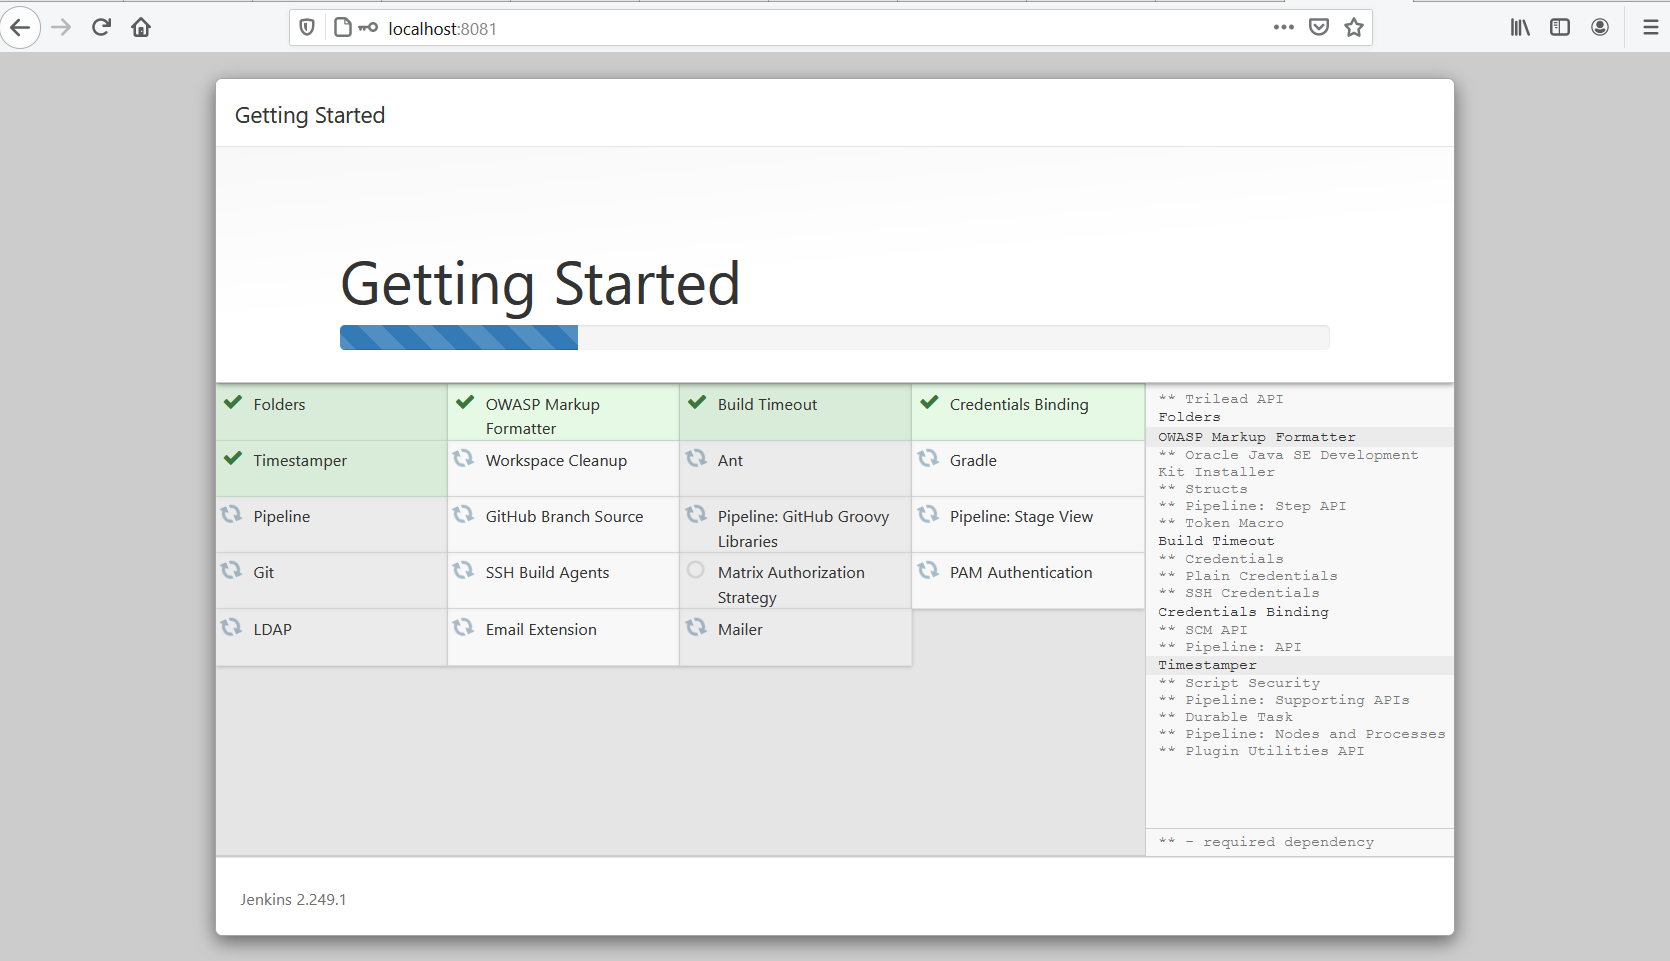 localhost:8081
Getting Started
Getting Started
Folders
OWASP Markup
Formatter
Build Timeout
Credentials Binding
Timestamper
Workspace Cleanup
Ant
Gradle
Pipeline
GitHub Branch Source
Pipeline: GitHub Groovy
Libraries
Pipeline: Stage View
Git
SSH Build Agents
Matrix Authorization
Strategy
PAM Authentication
LDAP
Email Extension
Mailer
** Trilead API
Folders
OWASP Markup Formatter
** Oracle Java SE Development
Kit Installer
** Structs
** Pipeline: Step API
** Token Macro
Build Timeout
** Credentials
** Plain Credentials
** SSH Credentials
Credentials Binding
** SCM API
** Pipeline: API
Timestamper
** Script Security
** Pipeline: Supporting APIs
** Durable Task
** Pipeline: Nodes and Processes
** Plugin Utilities API
** - required dependency
Jenkins 2.249.1